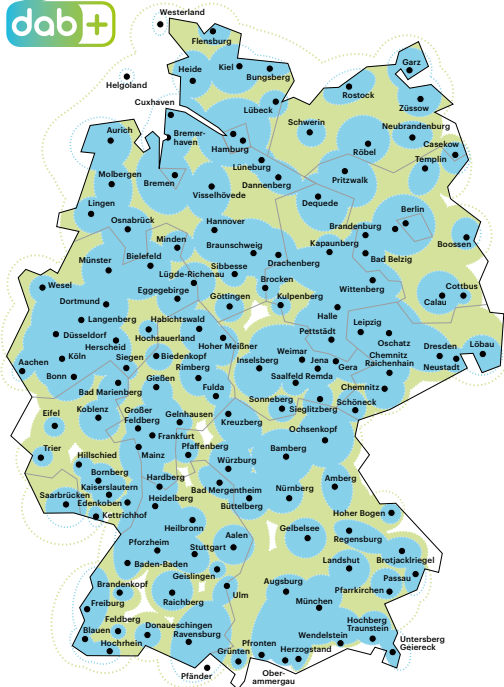 dab+
Westerland
Flensburg
Heide
Kiel
Bungsberg
Garz
Helgoland
Rostock
Züssow
Cuxhaven
Lübeck
Schwerin
Neubrandenburg
Aurich
Bremer-
haven
Hamburg
Röbel
Casekow
Templin
Lüneburg
Molbergen
Bremen
Dannenberg
Pritzwalk
Visselhövede
Lingen
Dequede
Berlin
Osnabrück
Hannover
Brandenburg
Minden
Braunschweig
Kapaunberg
Boossen
Münster
Bielefeld
Sibbesse
Drachenberg
Bad Belzig
Lügde-Richenau
Brocken
Wesel
Eggegebirge
Wittenberg
Cottbus
Dortmund
Göttingen
Kulpenberg
Calau
Langenberg
Habichtswald
Halle
Leipzig
Düsseldorf
Hochsauerland
Pettstädt
Oschatz
Herscheid
Hoher Meißner
Weimar
Dresden
Löbau
Köln
Siegen
Biedenkopf
Inselsberg
Jena
Chemnitz
Raichenhain
Aachen
Rimberg
Gera
Neustadt
Bonn
Gießen
Saalfeld
Remda
Bad Marienberg
Fulda
Chemnitz
Sonneberg
Schöneck
Eifel
Koblenz
Großer
Feldberg
Gelnhausen
Kreuzberg
Sieglitzberg
Frankfurt
Ochsenkopf
Trier
Hillschied
Mainz
Pfaffenberg
Bamberg
Würzburg
Bornberg
Hardberg
Amberg
Kaiserslautern
Bad Mergentheim
Nürnberg
Saarbrücken
Edenkoben
Heidelberg
Büttelberg
Kettrichhof
Hoher Bogen
Heilbronn
Gelbelsee
Pforzheim
Aalen
Regensburg
Stuttgart
Brotjacklriegel
Baden-Baden
Landshut
Geislingen
Passau
Brandenkopf
Augsburg
Pfarrkirchen
Freiburg
Raichberg
Ulm
München
Feldberg
Donaueschingen
Hochberg
Traunstein
Blauen
Ravensburg
Wendelstein
Untersberg
Geiereck
Hochrhein
Pfronten
Grünten
Herzogstand
Pfänder
Ober-
ammergau